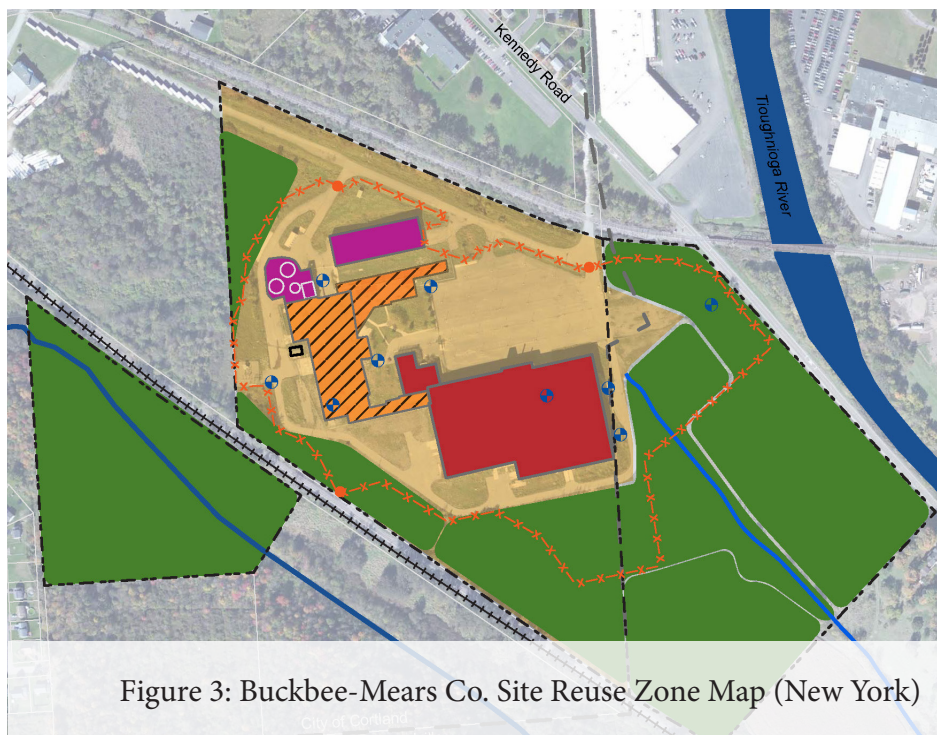 Kennedy Road
Tioughnioga River
Figure 3: Buckbee-Mears Co. Site Reuse Zone Map (New York)
"City of Cortland"